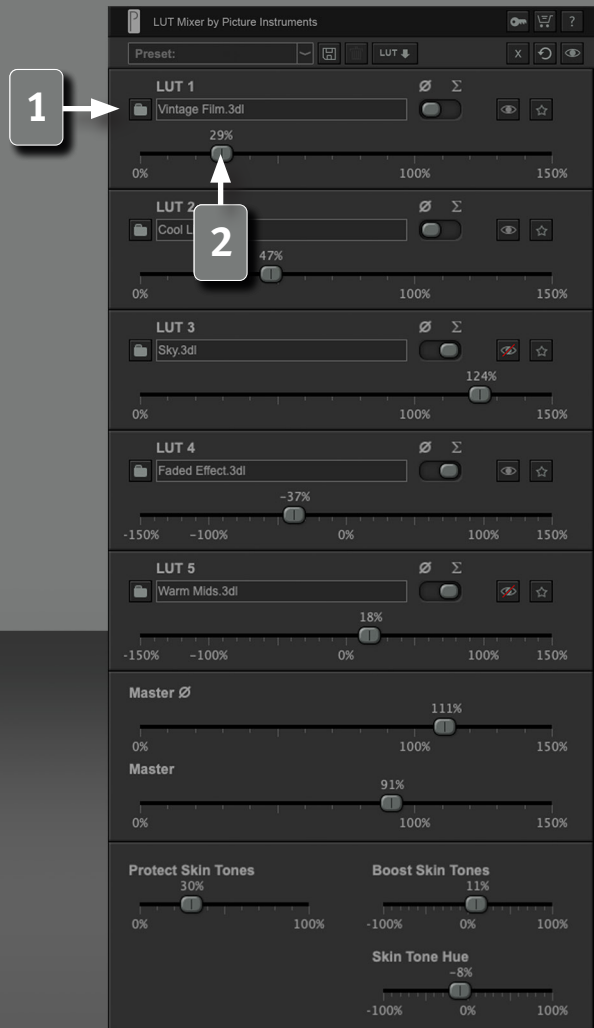 LUT Mixer by Picture Instruments
?
Preset:
LUT
X
LUT 1
Ø Σ
1
Vintage Film.3dl
29%
0% 100% 150%
LUT 2
Ø Σ
Cool L
2
47%
0% 100% 150%
LUT 3
Ø Σ
Sky.3dl
124%
0% 100% 150%
LUT 4
Ø Σ
Faded Effect.3dl
-37%
-150% -100% 0% 100% 150%
LUT 5
Ø Σ
Warm Mids.3dl
18%
-150% -100% 0% 100% 150%
Master Ø
111%
0% 100% 150%
Master
91%
0% 100% 150%
Protect Skin Tones
30%
0% 100%
Boost Skin Tones
11%
-100% 0% 100%
Skin Tone Hue
-8%
-100% 0% 100%